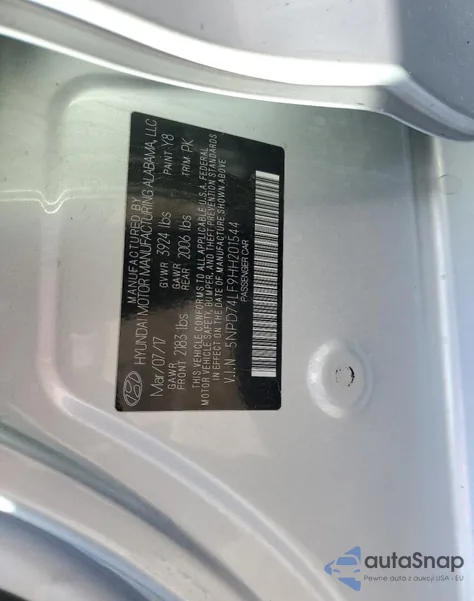 MANUFACTURED BY
HYUNDAI MOTOR MANUFACTURING ALABAMA, LLC
Mar/07/17 GVWR 3924 lbs PAINT Y8
GAWR FRONT 2183 lbs GAWR REAR 2006 lbs TRIM PK
THIS VEHICLE CONFORMS TO ALL APPLICABLE U.S.A. FEDERAL
MOTOR VEHICLE SAFETY, BUMPER, AND THEFT PREVENTION STANDARDS
IN EFFECT ON THE DATE OF MANUFACTURE SHOWN ABOVE
V.I.N 5NPD74LF9HH201544
PASSENGER CAR
autaSnap
Pewne auta z aukcji USA - EU